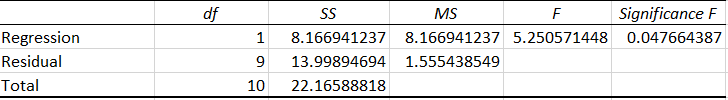 df SS MS F Significance F
Regression 1 8.166941237 8.166941237 5.250571448 0.047664387
Residual 9 13.99894694 1.555438549
Total 10 22.16588818